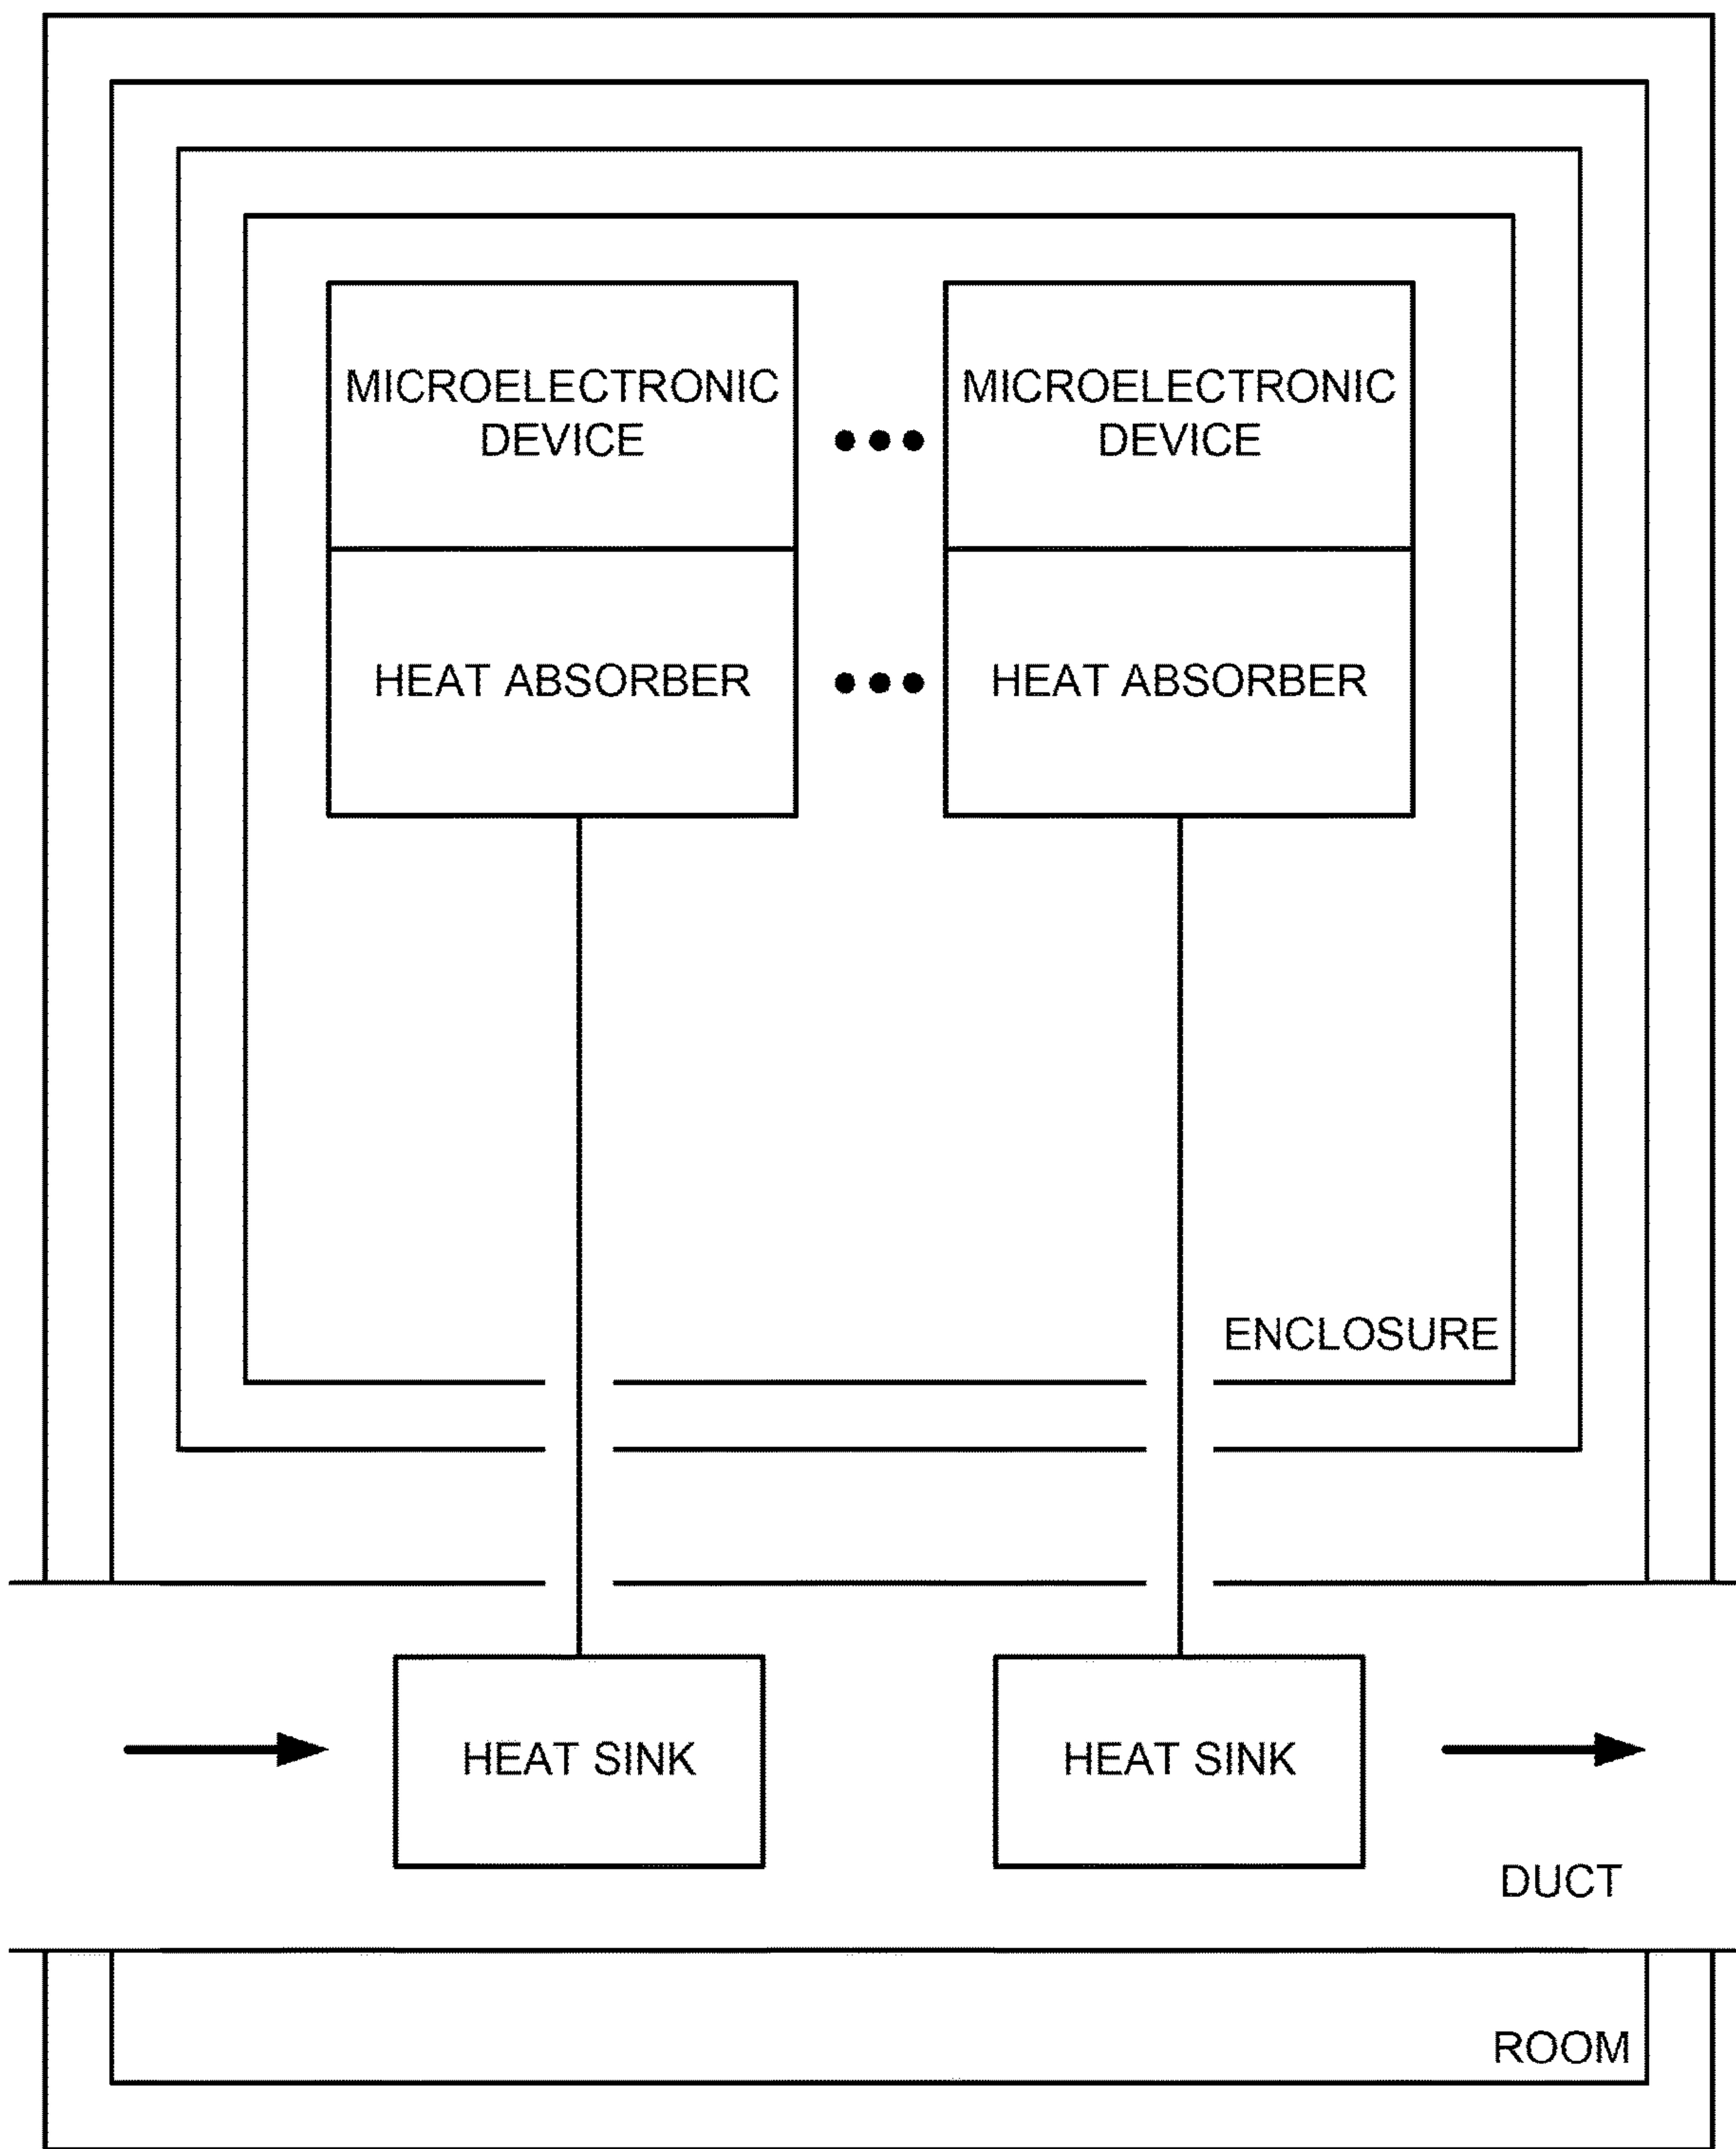 MICROELECTRONIC
DEVICE
MICROELECTRONIC
DEVICE
HEAT ABSORBER
HEAT ABSORBER
ENCLOSURE
HEAT SINK
HEAT SINK
DUCT
ROOM